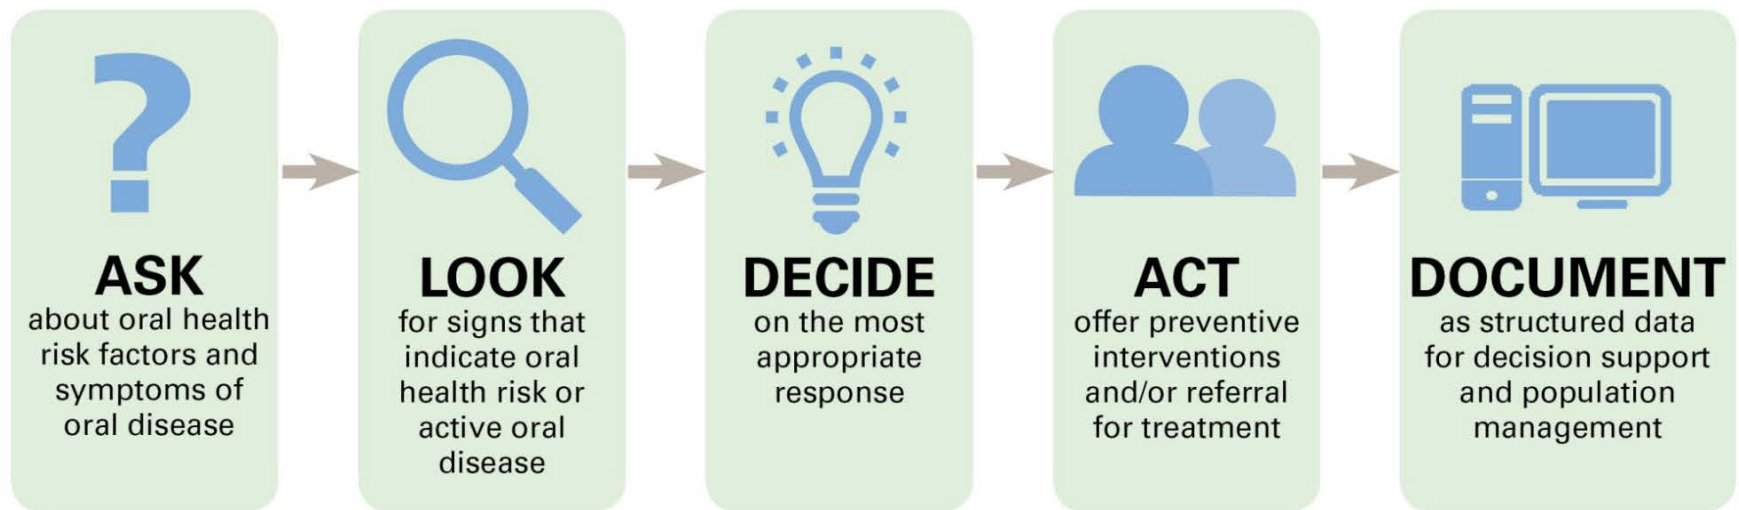 ASK
about oral health
risk factors and
symptoms of
oral disease
LOOK
for signs that
indicate oral
health risk or
active oral
disease
DECIDE
on the most
appropriate
response
ACT
offer preventive
interventions
and/or referral
for treatment
DOCUMENT
as structured data
for decision support
and population
management